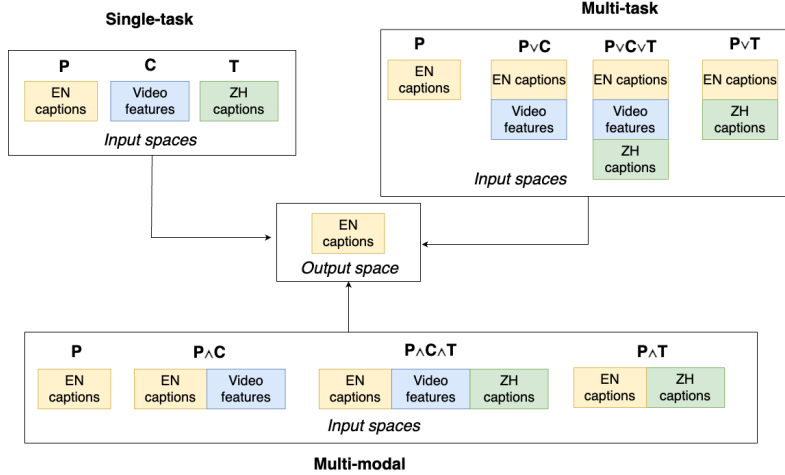 Single-task
P C T
EN captions Video features ZH captions
Input spaces
Multi-task
P P∨C P∨C∨T P∨T
EN captions EN captions EN captions EN captions
Video features Video features ZH captions
ZH captions
Input spaces
EN captions
Output space
P P∧C P∧C∧T P∧T
EN captions EN captions Video features EN captions Video features ZH captions EN captions ZH captions
Input spaces
Multi-modal